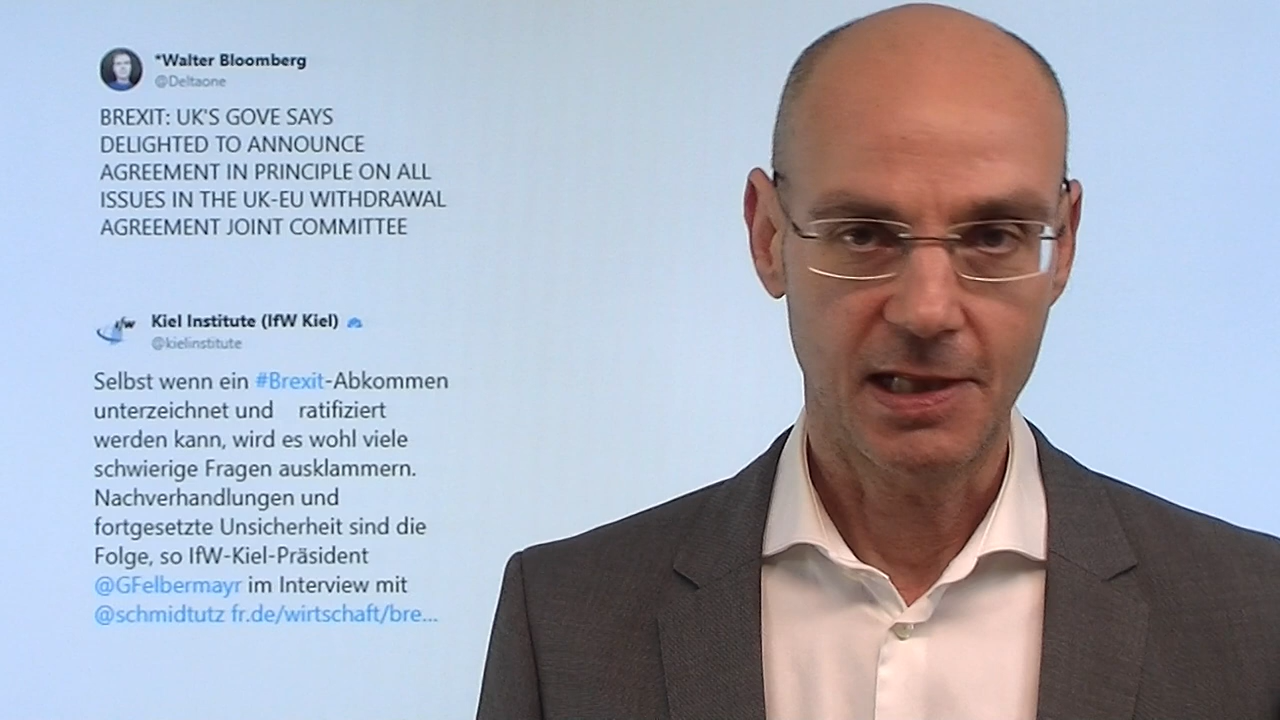 *Walter Bloomberg
@Deltaone
BREXIT: UK'S GOVE SAYS
DELIGHTED TO ANNOUNCE
AGREEMENT IN PRINCIPLE ON ALL
ISSUES IN THE UK-EU WITHDRAWAL
AGREEMENT JOINT COMMITTEE
ifw
Kiel Institute (IfW Kiel)
@kielinstitute
Selbst wenn ein #Brexit-Abkommen
unterzeichnet und ratifiziert
werden kann, wird es wohl viele
schwierige Fragen ausklammern.
Nachverhandlungen und
fortgesetzte Unsicherheit sind die
Folge, so IfW-Kiel-Präsident
@GFelbermayr im Interview mit
@schmidtutz fr.de/wirtschaft/bre...